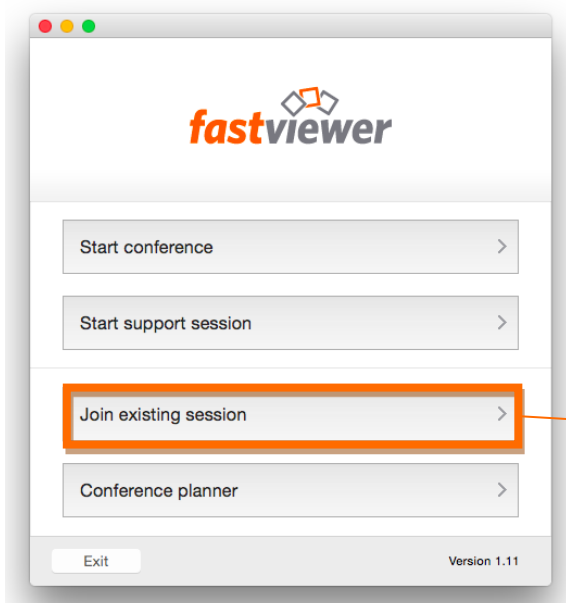 fastviewer
Start conference
Start support session
Join existing session
Conference planner
Exit
Version 1.11